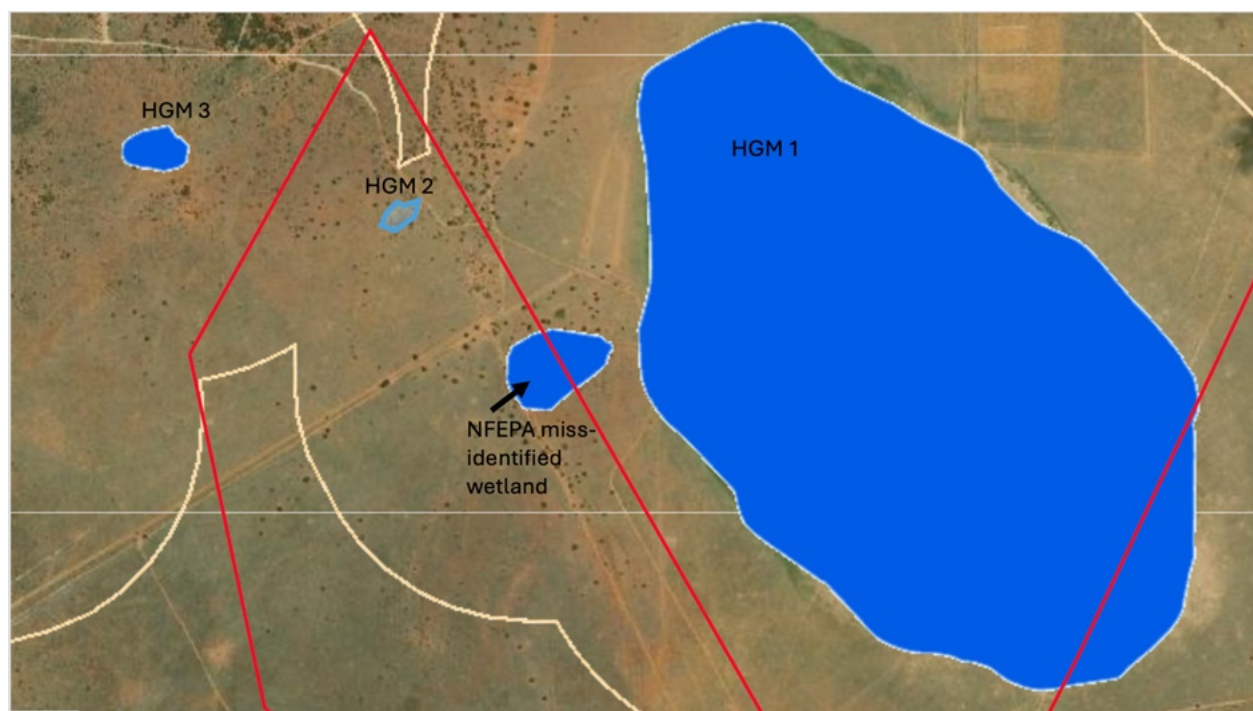 HGM 3
HGM 1
HGM 2
NFEPA miss-
identified
wetland